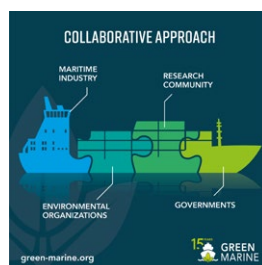 COLLABORATIVE APPROACH
MARITIME
INDUSTRY
RESEARCH
COMMUNITY
ENVIRONMENTAL
ORGANIZATIONS
GOVERNMENTS
green-marine.org
15
GREEN
MARINE